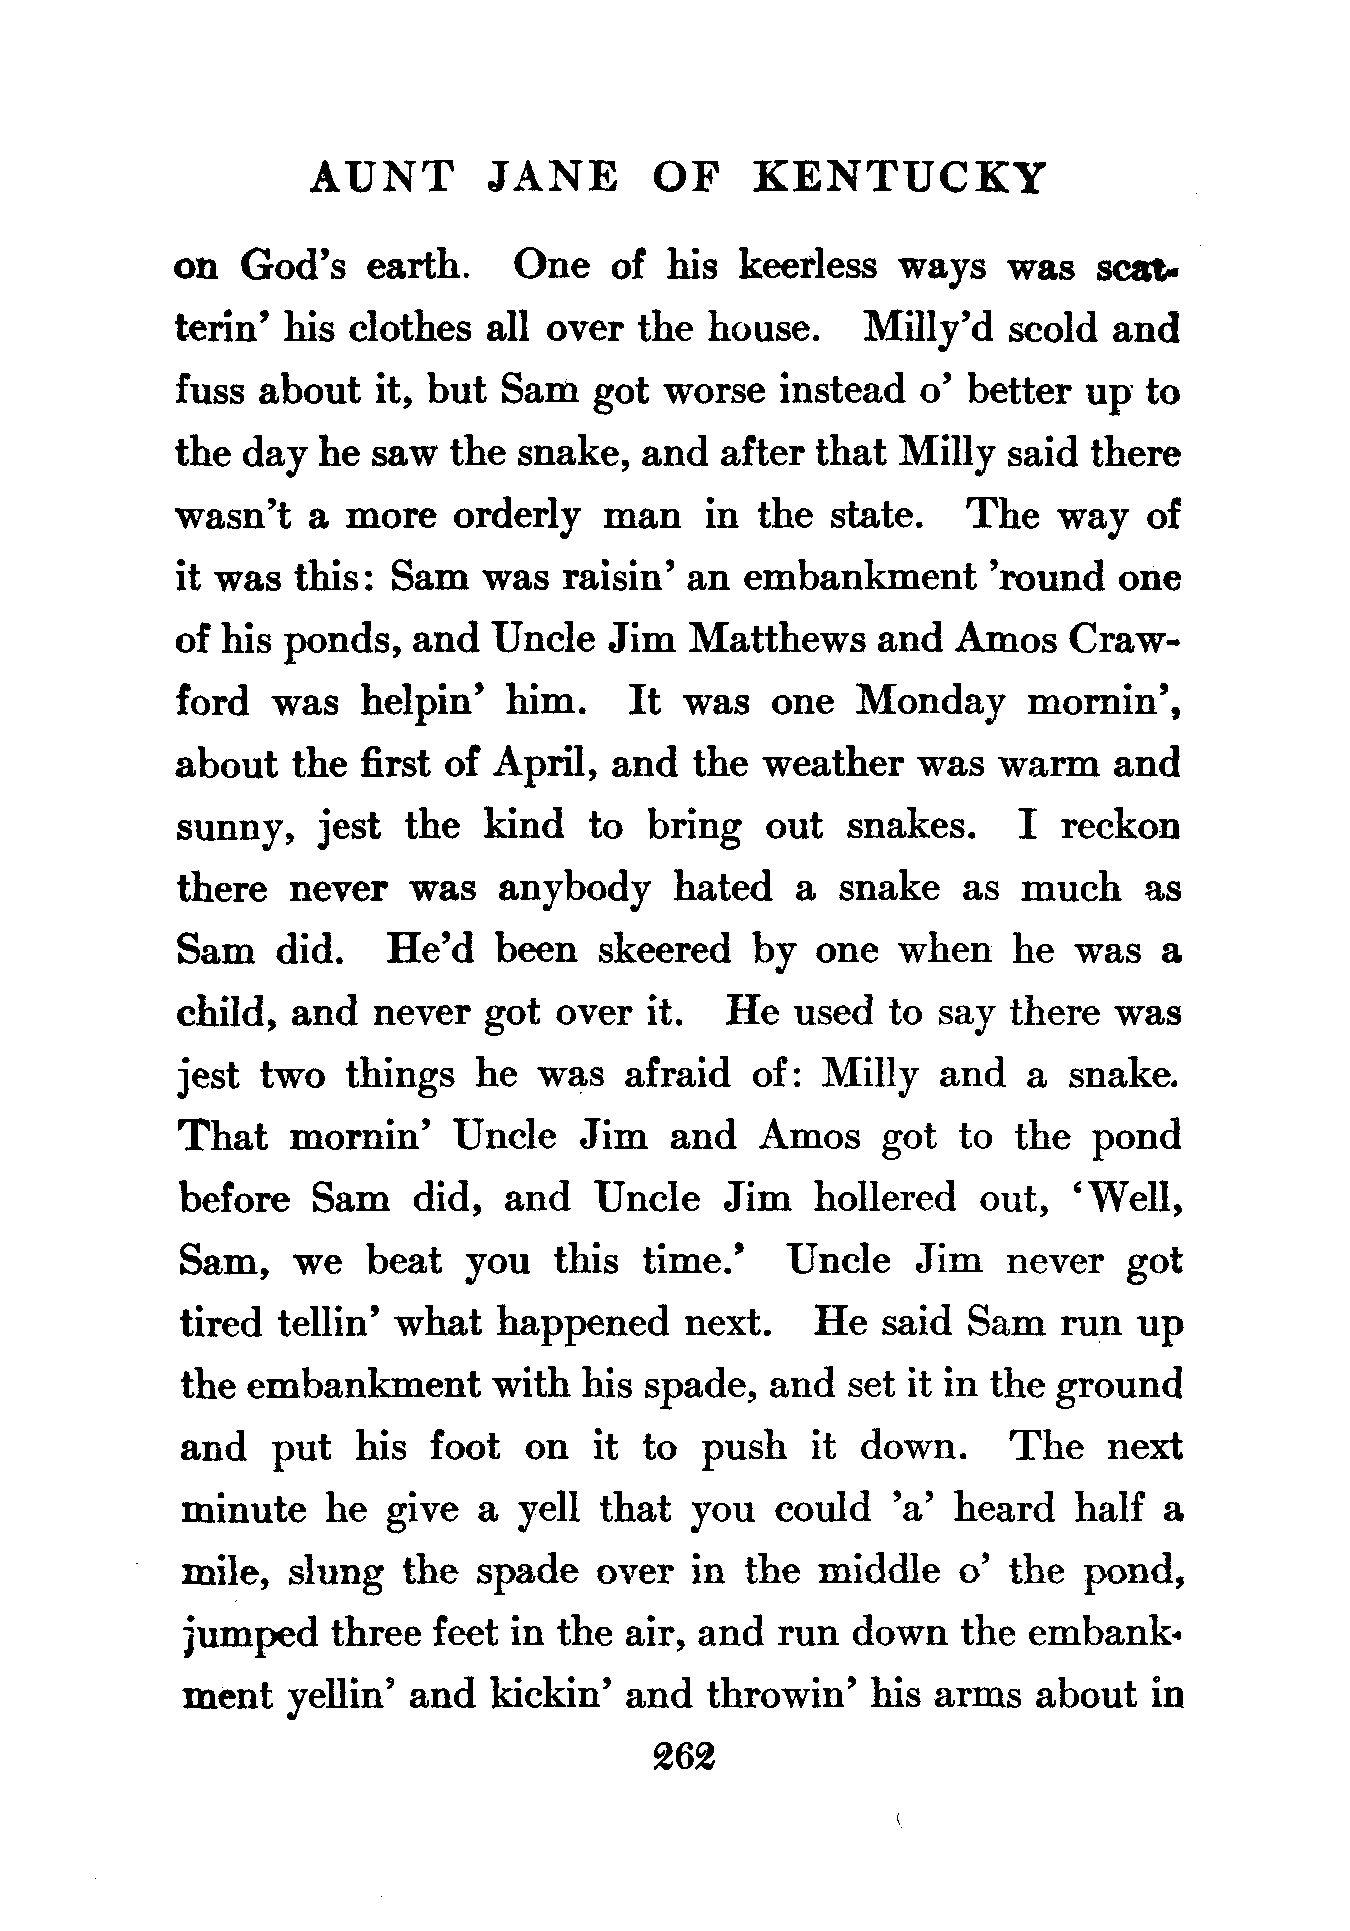 AUNT JANE OF KENTUCKY
on God's earth. One of his keerless ways was scat-
terin' his clothes all over the house. Milly'd scold and
fuss about it, but Sam got worse instead o' better up to
the day he saw the snake, and after that Milly said there
wasn't a more orderly man in the state. The way of
it was this: Sam was raisin' an embankment 'round one
of his ponds, and Uncle Jim Matthews and Amos Craw-
ford was helpin' him. It was one Monday mornin',
about the first of April, and the weather was warm and
sunny, jest the kind to bring out snakes. I reckon
there never was anybody hated a snake as much as
Sam did. He'd been skeered by one when he was a
child, and never got over it. He used to say there was
jest two things he was afraid of: Milly and a snake.
That mornin' Uncle Jim and Amos got to the pond
before Sam did, and Uncle Jim hollered out, 'Well,
Sam, we beat you this time.' Uncle Jim never got
tired tellin' what happened next. He said Sam run up
the embankment with his spade, and set it in the ground
and put his foot on it to push it down. The next
minute he give a yell that you could 'a' heard half a
mile, slung the spade over in the middle o' the pond,
jumped three feet in the air, and run down the embank-
ment yellin' and kickin' and throwin' his arms about in
262